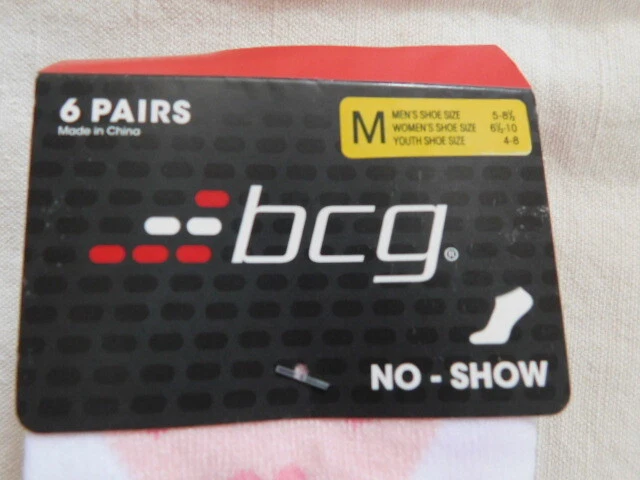 6 PAIRS
Made in China
M
MEN'S SHOE SIZE 5-8½
WOMEN'S SHOE SIZE 6½-10
YOUTH SHOE SIZE 4-8
bcg®
NO - SHOW